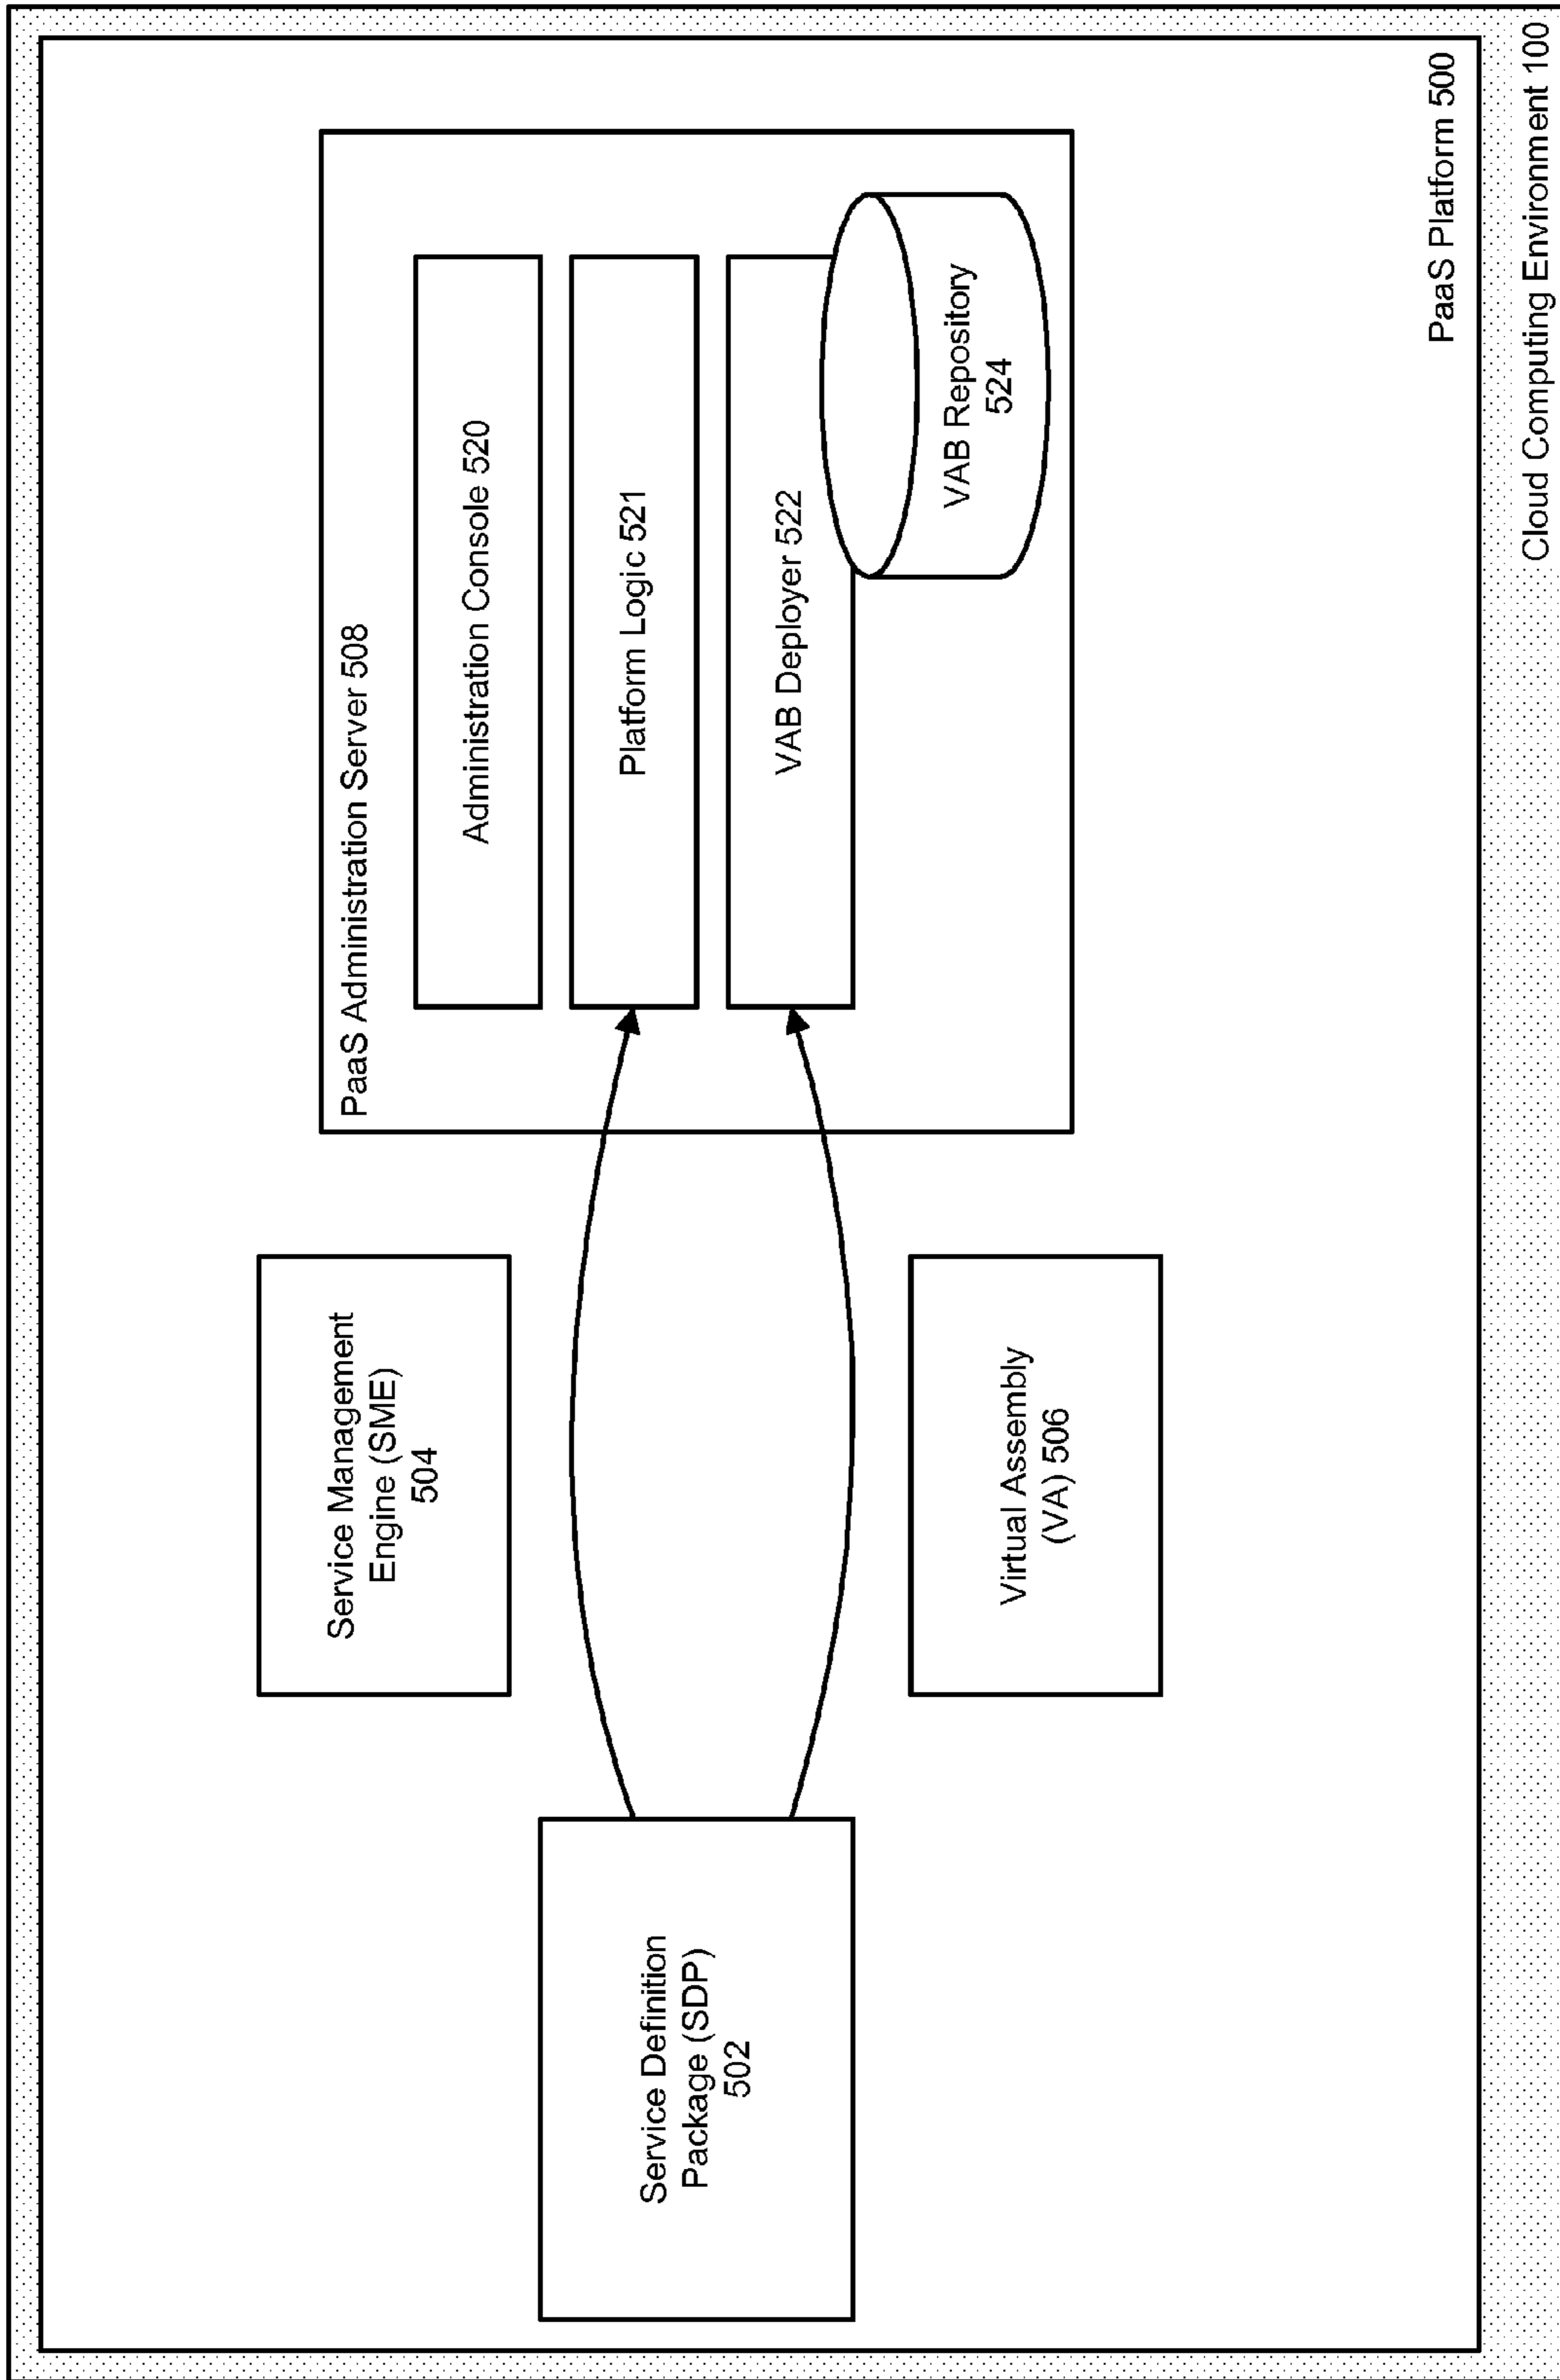 Service Management
Engine (SME)
504
PaaS Administration Server 508
Administration Console 520
Platform Logic 521
VAB Deployer 522
VAB Repository
524
Service Definition
Package (SDP)
502
Virtual Assembly
(VA) 506
PaaS Platform 500
Cloud Computing Environment 100